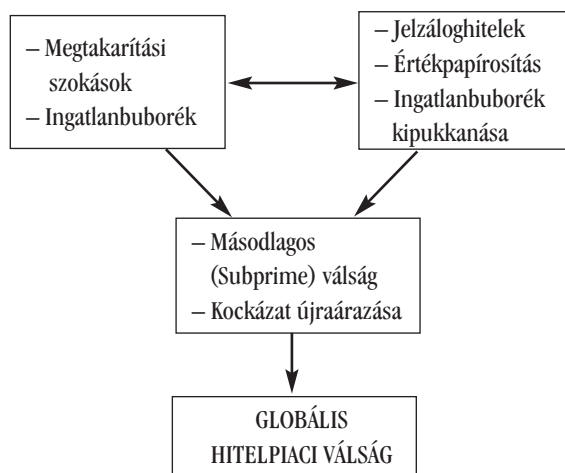 – Megtakarítási
szokások
– Ingatlanbuborék
– Jelzáloghitelek
– Értékpapírosítás
– Ingatlanbuborék
kipukkanása
– Másodlagos
(Subprime) válság
– Kockázat újraárazása
GLOBÁLIS
HITELPIACI VÁLSÁG